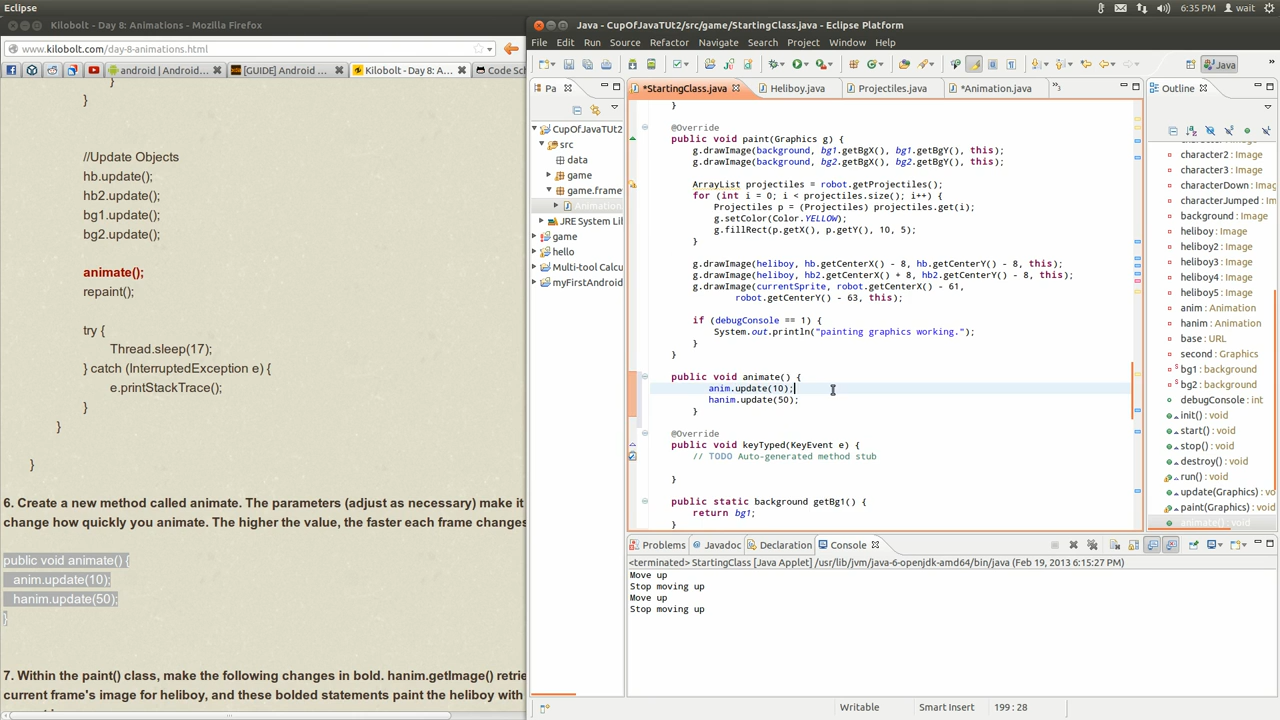 Eclipse
6:35 PM wait
Kilobolt - Day 8: Animations - Mozilla Firefox
www.kilobolt.com/day-8-animations.html
android | Android...
[GUIDE] Android ...
Kilobolt - Day 8: A...
Code Sch
}
}
//Update Objects
hb.update();
hb2.update();
bg1.update();
bg2.update();
animate();
repaint();
try {
Thread.sleep(17);
} catch (InterruptedException e) {
e.printStackTrace();
}
}
}
6. Create a new method called animate. The parameters (adjust as necessary) make it
change how quickly you animate. The higher the value, the faster each frame changes
public void animate() {
anim.update(10);
hanim.update(50);
}
7. Within the paint() class, make the following changes in bold. hanim.getImage() retrie
current frame's image for heliboy, and these bolded statements paint the heliboy with
Java - CupOfJavaTUt2/src/game/StartingClass.java - Eclipse Platform
File Edit Run Source Refactor Navigate Search Project Window Help
Java
Pa
CupOfJavaTUt2
src
data
game
game.frame
Animation
JRE System Lib
game
hello
Multi-tool Calcu
myFirstAndroid
*StartingClass.java
Heliboy.java
Projectiles.java
*Animation.java
}
@Override
public void paint(Graphics g) {
g.drawImage(background, bg1.getBgX(), bg1.getBgY(), this);
g.drawImage(background, bg2.getBgX(), bg2.getBgY(), this);
ArrayList projectiles = robot.getProjectiles();
for (int i = 0; i < projectiles.size(); i++) {
Projectiles p = (Projectiles) projectiles.get(i);
g.setColor(Color.YELLOW);
g.fillRect(p.getX(), p.getY(), 10, 5);
}
g.drawImage(heliboy, hb.getCenterX() - 8, hb.getCenterY() - 8, this);
g.drawImage(heliboy, hb2.getCenterX() + 8, hb2.getCenterY() - 8, this);
g.drawImage(currentSprite, robot.getCenterX() - 61,
robot.getCenterY() - 63, this);
if (debugConsole == 1) {
System.out.println("painting graphics working.");
}
}
public void animate() {
anim.update(10);
hanim.update(50);
}
@Override
public void keyTyped(KeyEvent e) {
// TODO Auto-generated method stub
}
public static background getBg1() {
return bg1;
}
Outline
character2 : Image
character3 : Image
characterDown : Image
characterJumped : Im
background : Image
heliboy : Image
heliboy2 : Image
heliboy3 : Image
heliboy4 : Image
heliboy5 : Image
anim : Animation
hanim : Animation
base : URL
second : Graphics
bg1 : background
bg2 : background
debugConsole : int
init() : void
start() : void
stop() : void
destroy() : void
run() : void
update(Graphics) : void
paint(Graphics) : void
animate() : void
Problems
Javadoc
Declaration
Console
<terminated> StartingClass [Java Applet] /usr/lib/jvm/java-6-openjdk-amd64/bin/java (Feb 19, 2013 6:15:27 PM)
Move up
Stop moving up
Move up
Stop moving up
Writable
Smart Insert
199 : 28